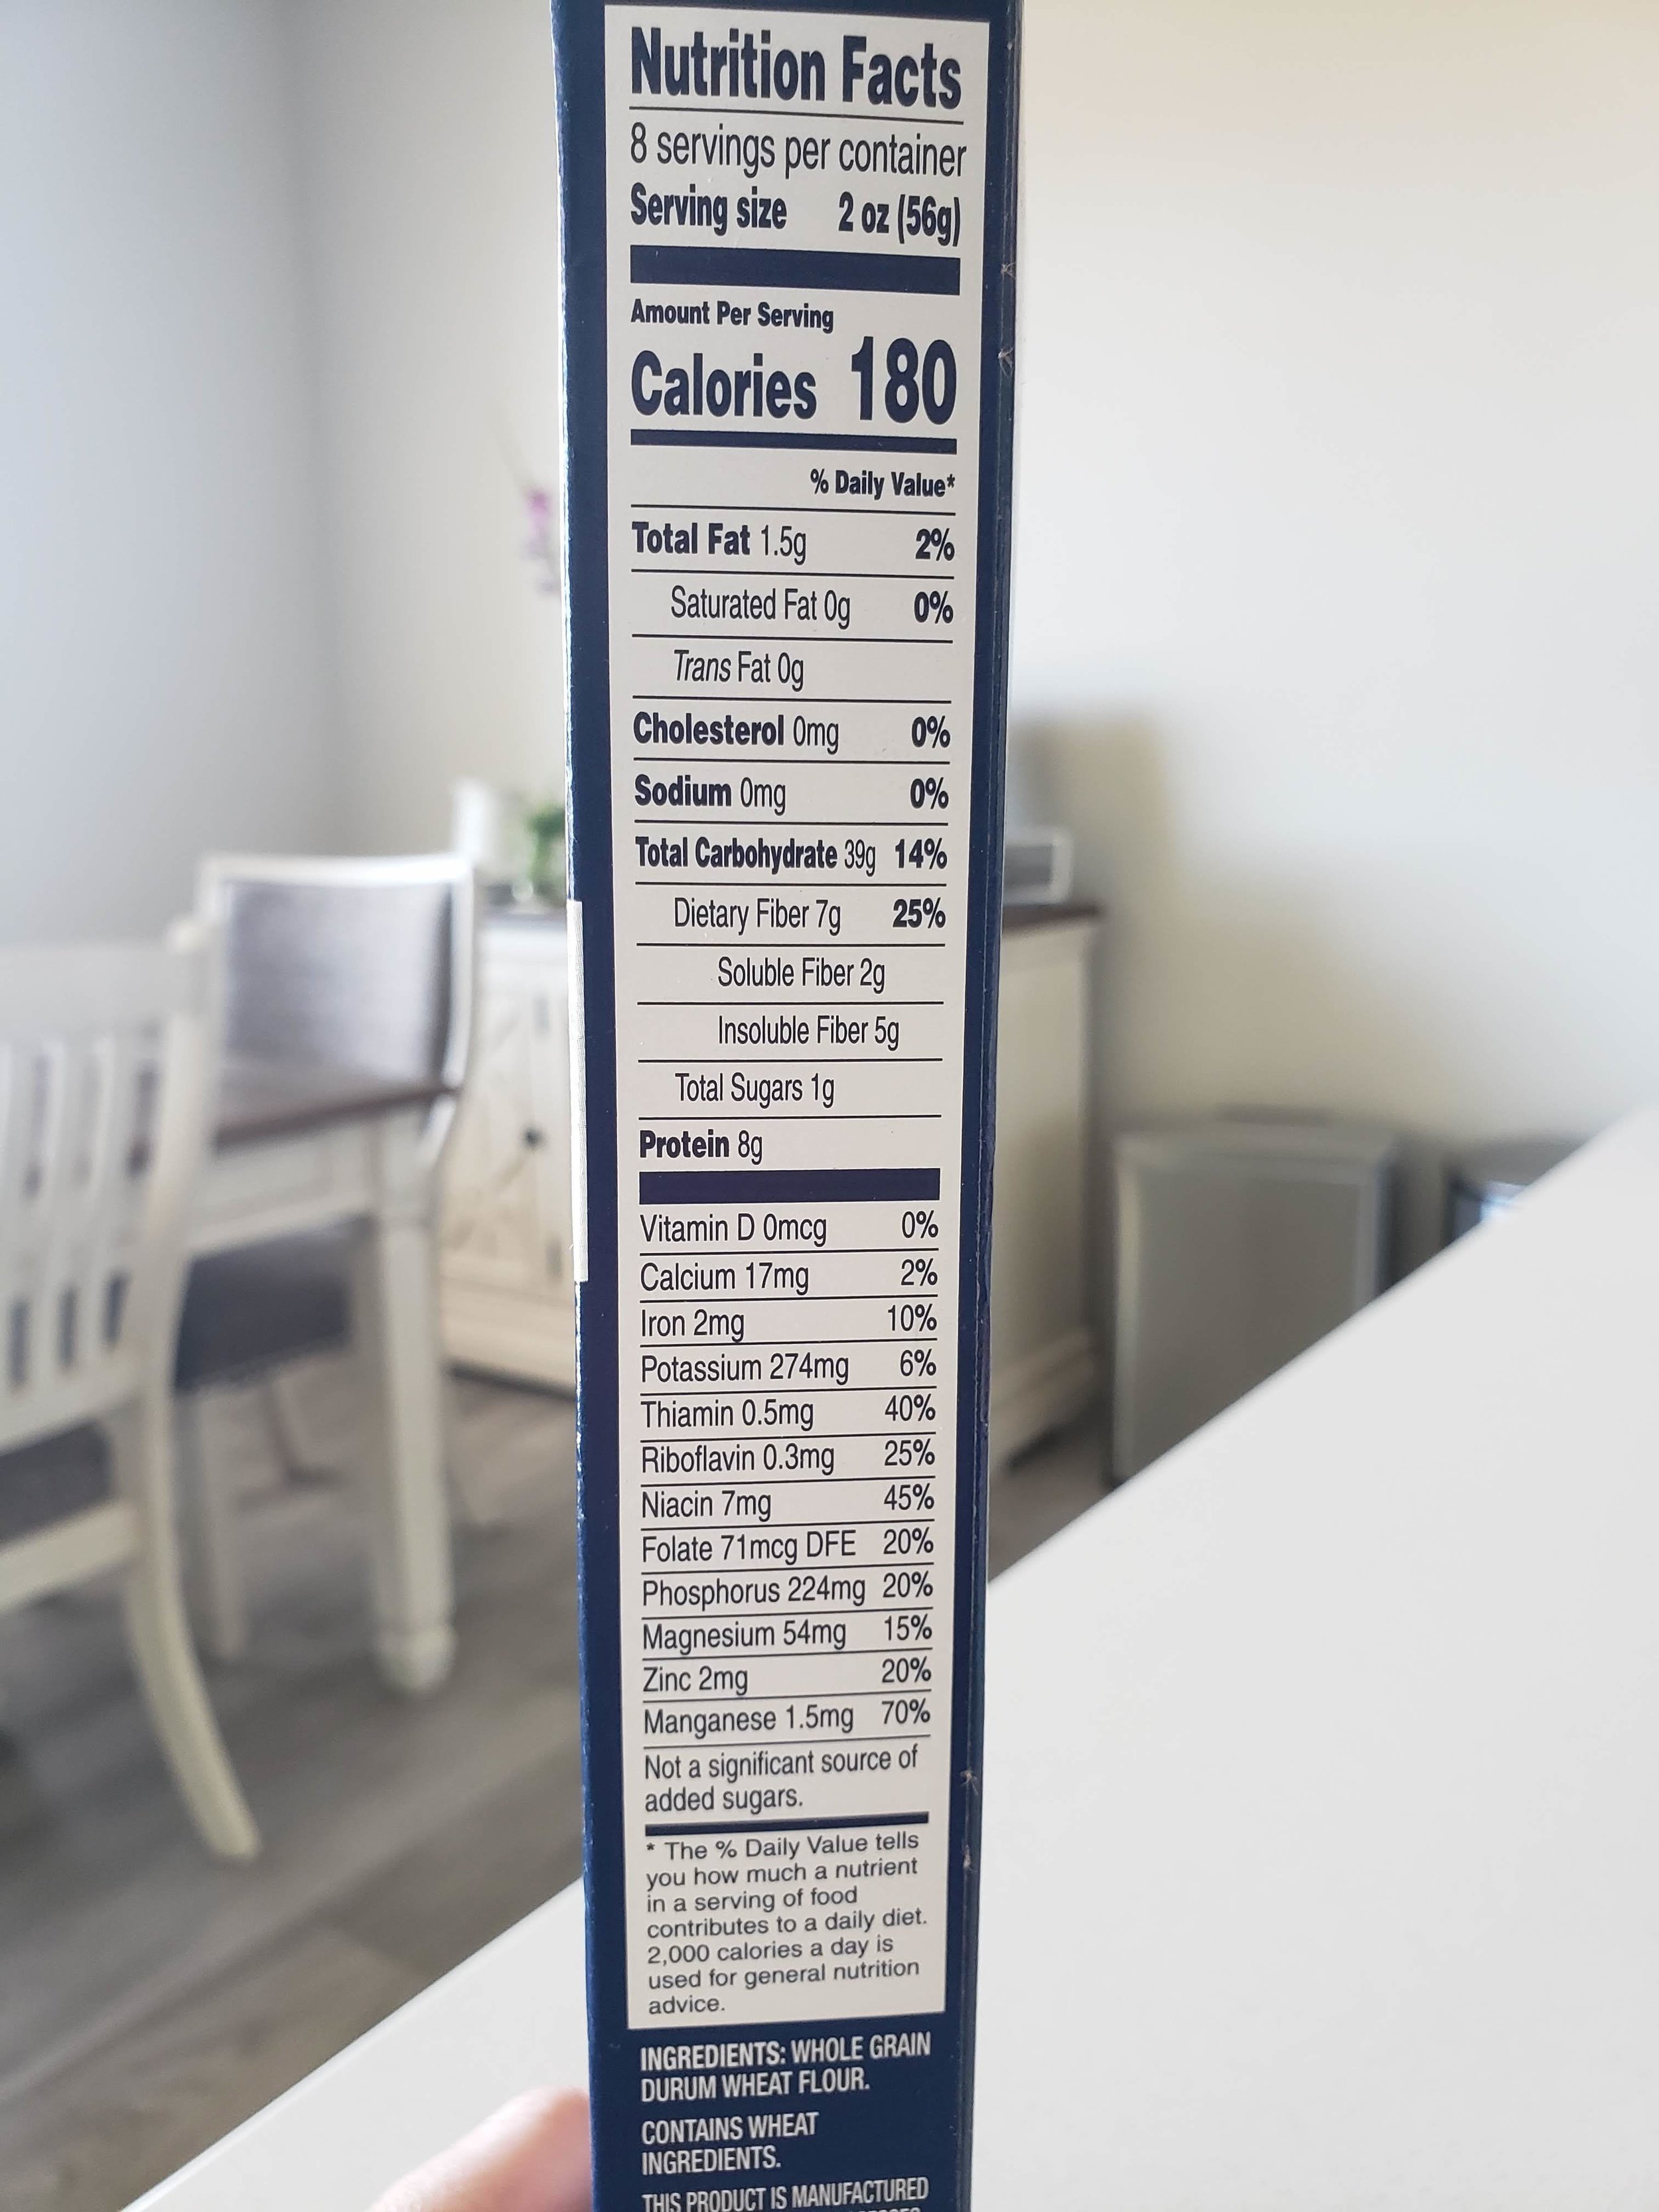 Nutrition Facts
8 servings per container
Serving size 2 oz (56g)
Amount Per Serving
Calories 180
% Daily Value*
Total Fat 1.5g 2%
Saturated Fat 0g 0%
Trans Fat 0g
Cholesterol 0mg 0%
Sodium 0mg 0%
Total Carbohydrate 39g 14%
Dietary Fiber 7g 25%
Soluble Fiber 2g
Insoluble Fiber 5g
Total Sugars 1g
Protein 8g
Vitamin D 0mcg 0%
Calcium 17mg 2%
Iron 2mg 10%
Potassium 274mg 6%
Thiamin 0.5mg 40%
Riboflavin 0.3mg 25%
Niacin 7mg 45%
Folate 71mcg DFE 20%
Phosphorus 224mg 20%
Magnesium 54mg 15%
Zinc 2mg 20%
Manganese 1.5mg 70%
Not a significant source of
added sugars.
* The % Daily Value tells
you how much a nutrient
in a serving of food
contributes to a daily diet.
2,000 calories a day is
used for general nutrition
advice.
INGREDIENTS: WHOLE GRAIN
DURUM WHEAT FLOUR.
CONTAINS WHEAT
INGREDIENTS.
THIS PRODUCT IS MANUFACTURED